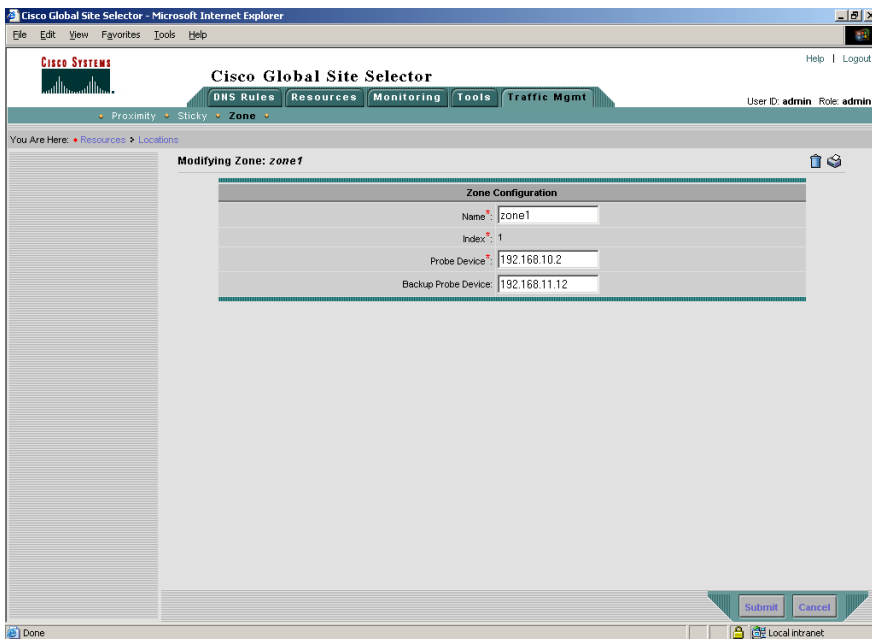 Cisco Global Site Selector - Microsoft Internet Explorer
File Edit View Favorites Tools Help
CISCO SYSTEMS
Help | Logout
Cisco Global Site Selector
DNS Rules Resources Monitoring Tools Traffic Mgmt
User ID: admin Role: admin
Proximity Sticky Zone
You Are Here: Resources > Locations
Modifying Zone: zone1
Zone Configuration
Name*: zone1
Index*: 1
Probe Device*: 192.168.10.2
Backup Probe Device: 192.168.11.12
Submit Cancel
Done
Local intranet